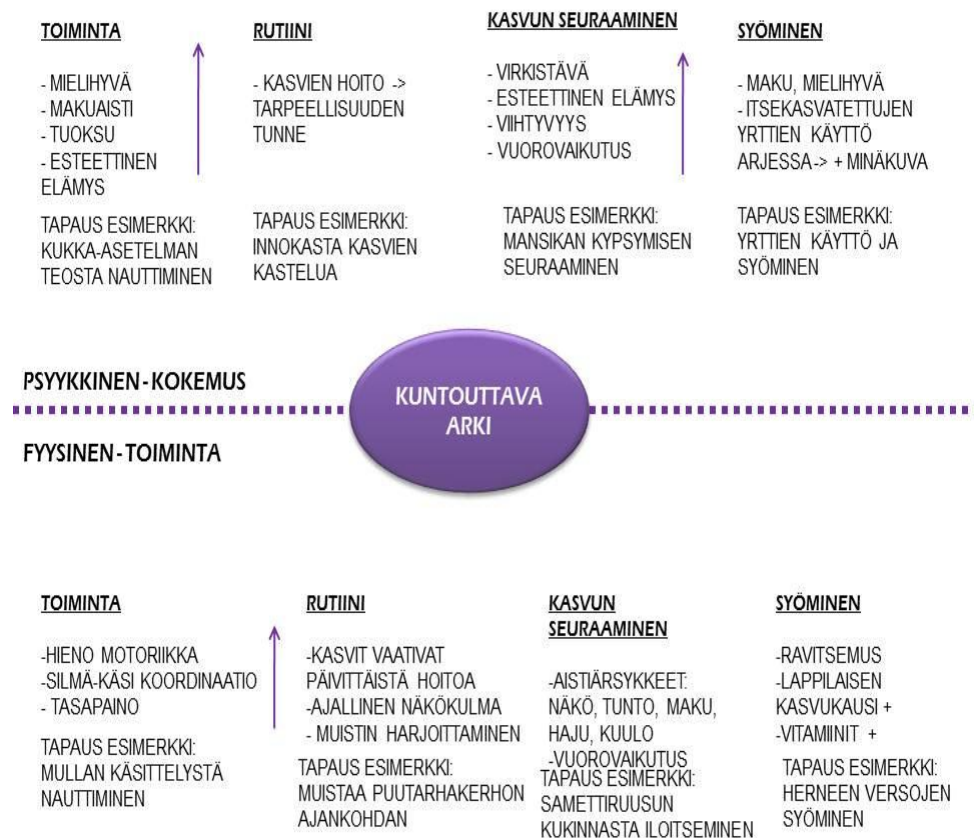 TOIMINTA
- MIELIHYVÄ
- MAKUAISTI
- TUOKSU
- ESTEETTINEN
ELÄMYS
TAPAUS ESIMERKKI:
KUKKA-ASETELMAN
TEOSTA NAUTTIMINEN
RUTIINI
- KASVIEN HOITO ->
TARPEELLISUUDEN
TUNNE
TAPAUS ESIMERKKI:
INNOKASTA KASVIEN
KASTELUA
KASVUN SEURAAMINEN
- VIRKISTÄVÄ
- ESTEETTINEN ELÄMYS
- VIIHTYVYYS
- VUOROVAIKUTUS
TAPAUS ESIMERKKI:
MANSIKAN KYPSYMISEN
SEURAAMINEN
SYÖMINEN
- MAKU, MIELIHYVÄ
- ITSEKASVATETTUJEN
YRTTIEN KÄYTTÖ
ARJESSA-> + MINÄKUVA
TAPAUS ESIMERKKI:
YRTTIEN KÄYTTÖ JA
SYÖMINEN
PSYYKKINEN - KOKEMUS
KUNTOUTTAVA
ARKI
FYYSINEN - TOIMINTA
TOIMINTA
-HIENO MOTORIIKKA
-SILMÄ-KÄSI KOORDINAATIO
- TASAPAINO
TAPAUS ESIMERKKI:
MULLAN KÄSITTELYSTÄ
NAUTTIMINEN
RUTIINI
-KASVIT VAATIVAT
PÄIVITTÄISTÄ HOITOA
-AJALLINEN NÄKÖKULMA
- MUISTIN HARJOITTAMINEN
TAPAUS ESIMERKKI:
MUISTAA PUUTARHAKERHON
AJANKOHDAN
KASVUN
SEURAAMINEN
-AISTIÄRSYKKEET:
NÄKÖ, TUNTO, MAKU,
HAJU, KUULO
-VUOROVAIKUTUS
TAPAUS ESIMERKKI:
SAMETTIRUUSUN
KUKINNASTA ILOITSEMINEN
SYÖMINEN
-RAVITSEMUS
-LAPPILAISEN
KASVUKAUSI +
-VITAMIINIT +
TAPAUS ESIMERKKI:
HERNEEN VERSOJEN
SYÖMINEN